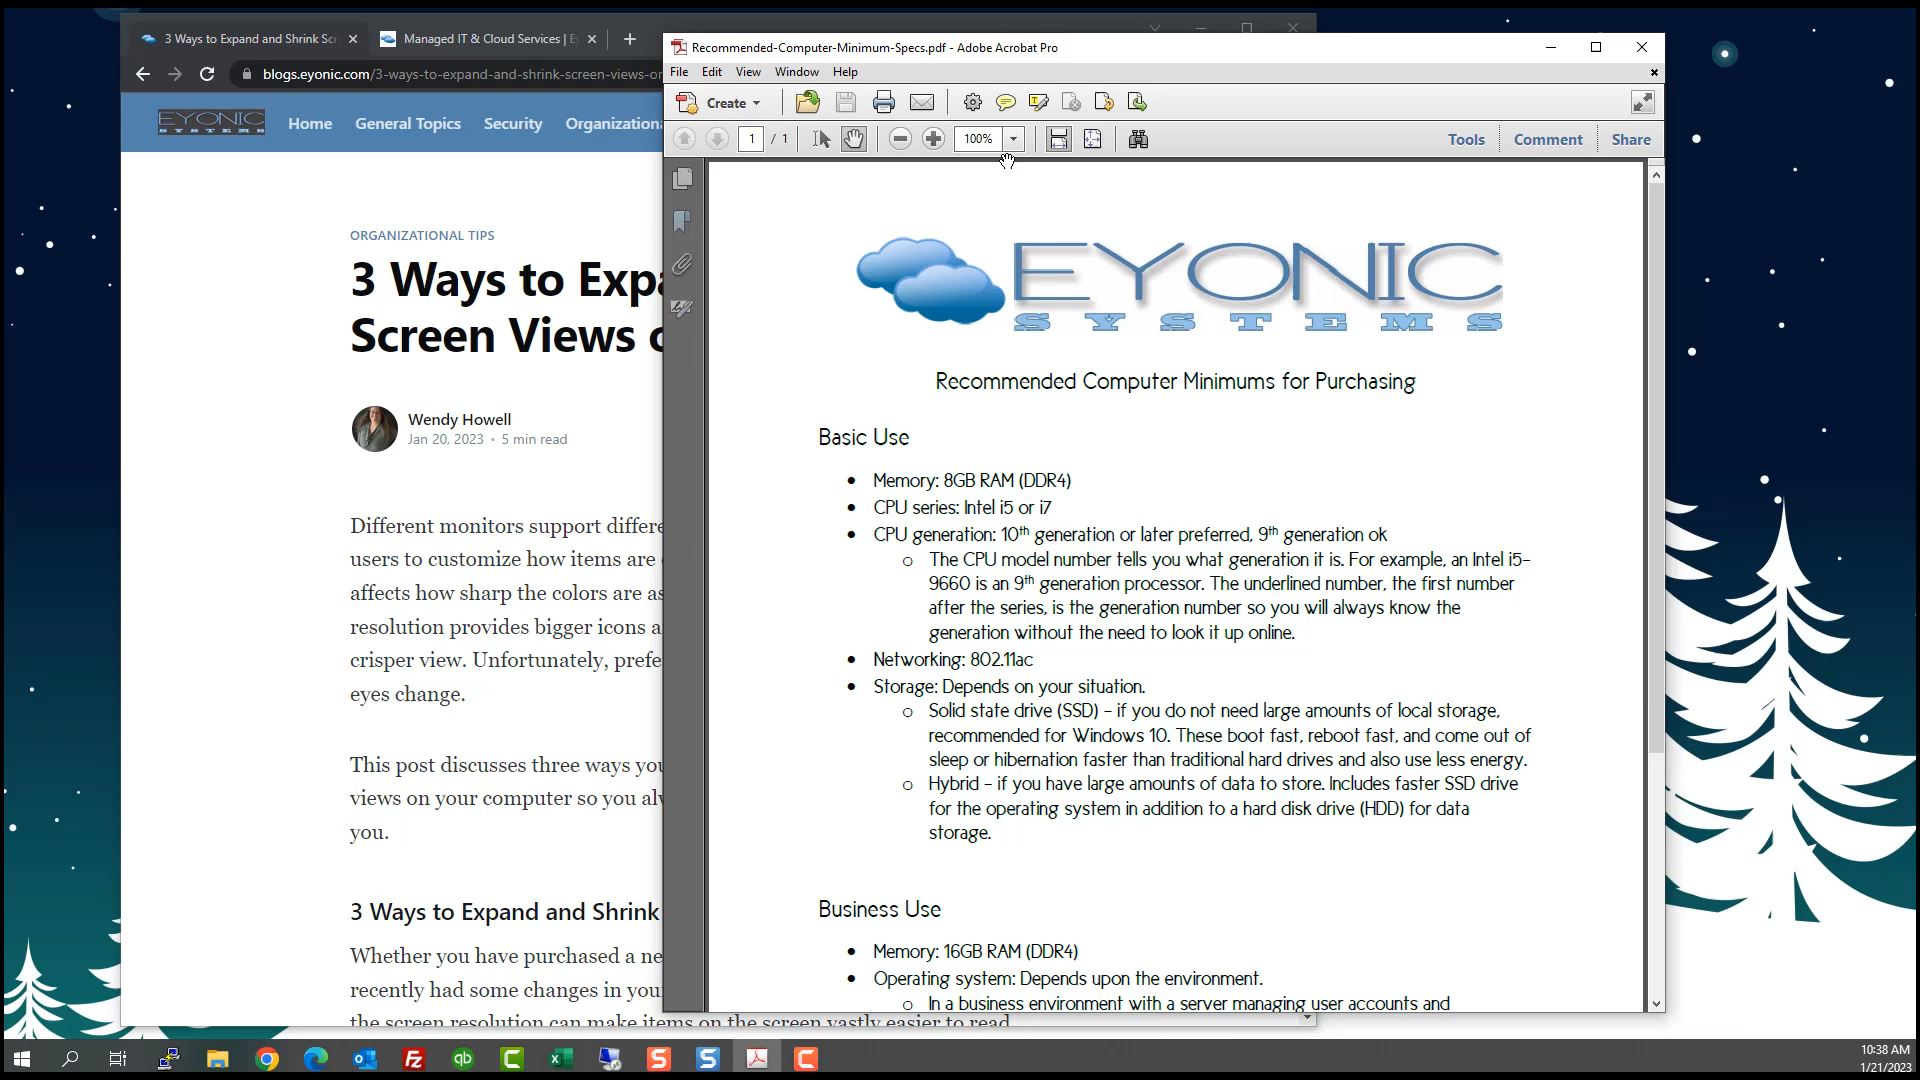 3 Ways to Expand and Shrink Scr
Managed IT & Cloud Services | E
blogs.eyonic.com/3-ways-to-expand-and-shrink-screen-views-o
EYONIC
SYSTEMS
Home
General Topics
Security
Organizationa
ORGANIZATIONAL TIPS
3 Ways to Expa
Screen Views
Wendy Howell
Jan 20, 2023 • 5 min read
Different monitors support differe
users to customize how items are
affects how sharp the colors are as
resolution provides bigger icons a
crisper view. Unfortunately, prefe
eyes change.
This post discusses three ways you
views on your computer so you alw
you.
3 Ways to Expand and Shrink
Whether you have purchased a ne
recently had some changes in your
the screen resolution can make items on the screen vastly easier to read
Recommended-Computer-Minimum-Specs.pdf - Adobe Acrobat Pro
File Edit View Window Help
Create
1 / 1
100%
Tools
Comment
Share
EYONIC
SYSTEMS
Recommended Computer Minimums for Purchasing
Basic Use
• Memory: 8GB RAM (DDR4)
• CPU series: Intel i5 or i7
• CPU generation: 10th generation or later preferred, 9th generation ok
o The CPU model number tells you what generation it is. For example, an Intel i5-
9660 is an 9th generation processor. The underlined number, the first number
after the series, is the generation number so you will always know the
generation without the need to look it up online.
• Networking: 802.11ac
• Storage: Depends on your situation.
o Solid state drive (SSD) – if you do not need large amounts of local storage,
recommended for Windows 10. These boot fast, reboot fast, and come out of
sleep or hibernation faster than traditional hard drives and also use less energy.
o Hybrid – if you have large amounts of data to store. Includes faster SSD drive
for the operating system in addition to a hard disk drive (HDD) for data
storage.
Business Use
• Memory: 16GB RAM (DDR4)
• Operating system: Depends upon the environment.
o In a business environment with a server managing user accounts and
10:38 AM
1/21/2023